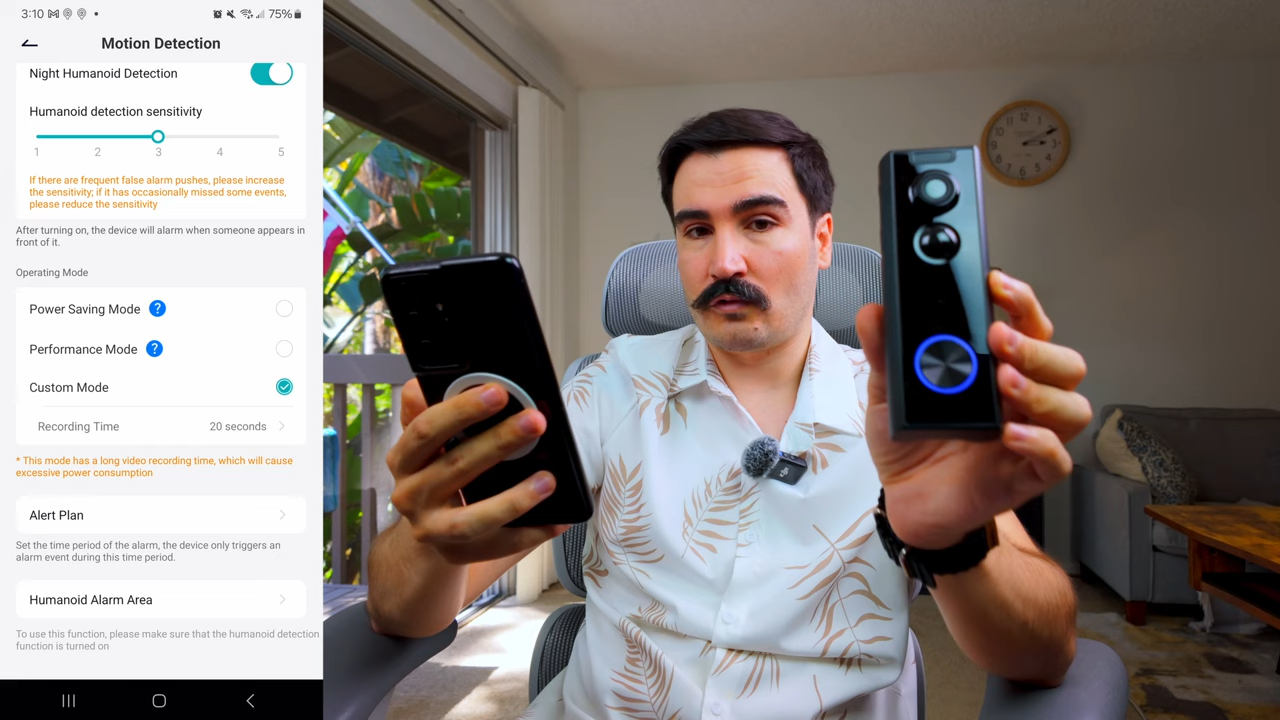 3:10
75%
Motion Detection
Night Humanoid Detection
Humanoid detection sensitivity
1 2 3 4 5
If there are frequent false alarm pushes, please increase
the sensitivity; if it has occasionally missed some events,
please reduce the sensitivity
After turning on, the device will alarm when someone appears in
front of it.
Operating Mode
Power Saving Mode ?
Performance Mode ?
Custom Mode
Recording Time 20 seconds
* This mode has a long video recording time, which will cause
excessive power consumption
Alert Plan
Set the time period of the alarm, the device only triggers an
alarm event during this time period.
Humanoid Alarm Area
To use this function, please make sure that the humanoid detection
function is turned on